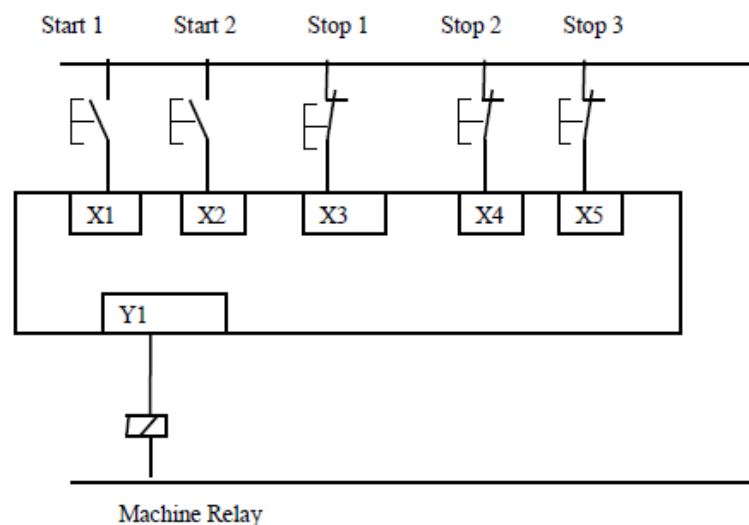 Start 1 Start 2 Stop 1 Stop 2 Stop 3
X1 X2 X3 X4 X5
Y1
Machine Relay